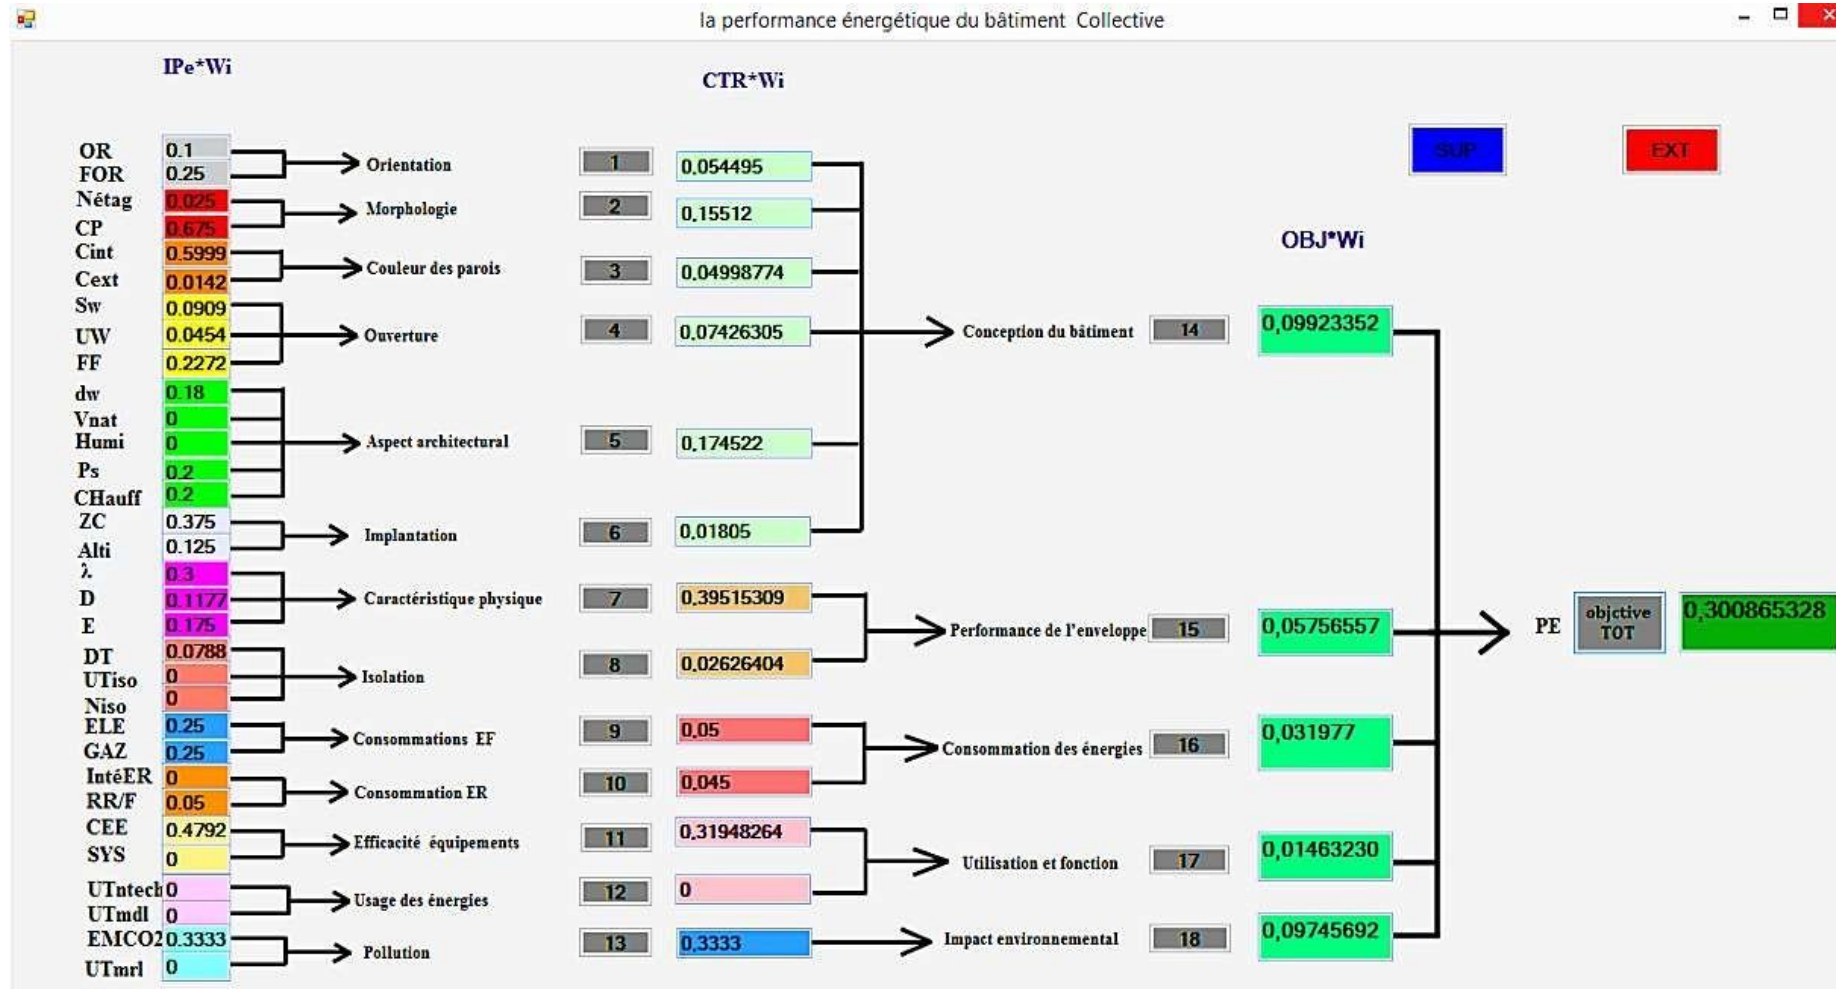 la performance énergétique du bâtiment Collective
IPe*Wi
CTR*Wi
OBJ*Wi
SUP
EXT
OR 0.1
FOR 0.25
Orientation 1 0,054495
Nétag 0.025
CP 0.675
Morphologie 2 0,15512
Cint 0.5999
Cext 0.0142
Couleur des parois 3 0,04998774
Sw 0.0909
UW 0.0454
FF 0.2272
Ouverture 4 0,07426305
dw 0.18
Vnat 0
Humi 0
Ps 0.2
CHauff 0.2
Aspect architectural 5 0,174522
ZC 0.375
Alti 0.125
Implantation 6 0,01805
Conception du bâtiment 14 0,09923352
λ 0.3
D 0.1177
E 0.175
Caractéristique physique 7 0,39515309
DT 0.0788
UTiso 0
Niso 0
Isolation 8 0,02626404
Performance de l'enveloppe 15 0,05756557
ELE 0.25
GAZ 0.25
Consommations EF 9 0,05
IntéER 0
RR/F 0.05
Consommation ER 10 0,045
Consommation des énergies 16 0,031977
CEE 0.4792
SYS 0
Efficacité équipements 11 0,31948264
UTntech 0
UTmdl 0
Usage des énergies 12 0
Utilisation et fonction 17 0,01463230
EMCO2 0.3333
UTmrl 0
Pollution 13 0,3333
Impact environnemental 18 0,09745692
PE objctive TOT 0,300865328